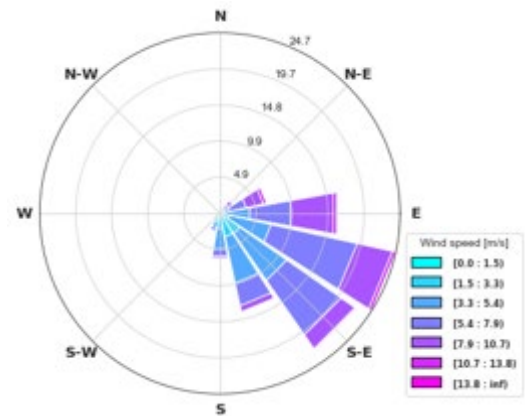 N
24.7
19.7
N-W
N-E
14.8
9.9
4.9
W
E
Wind speed [m/s]
[0.0 : 1.5)
[1.5 : 3.3)
[3.3 : 5.4)
[5.4 : 7.9)
[7.9 : 10.7)
[10.7 : 13.8)
[13.8 : inf)
S-W
S-E
S